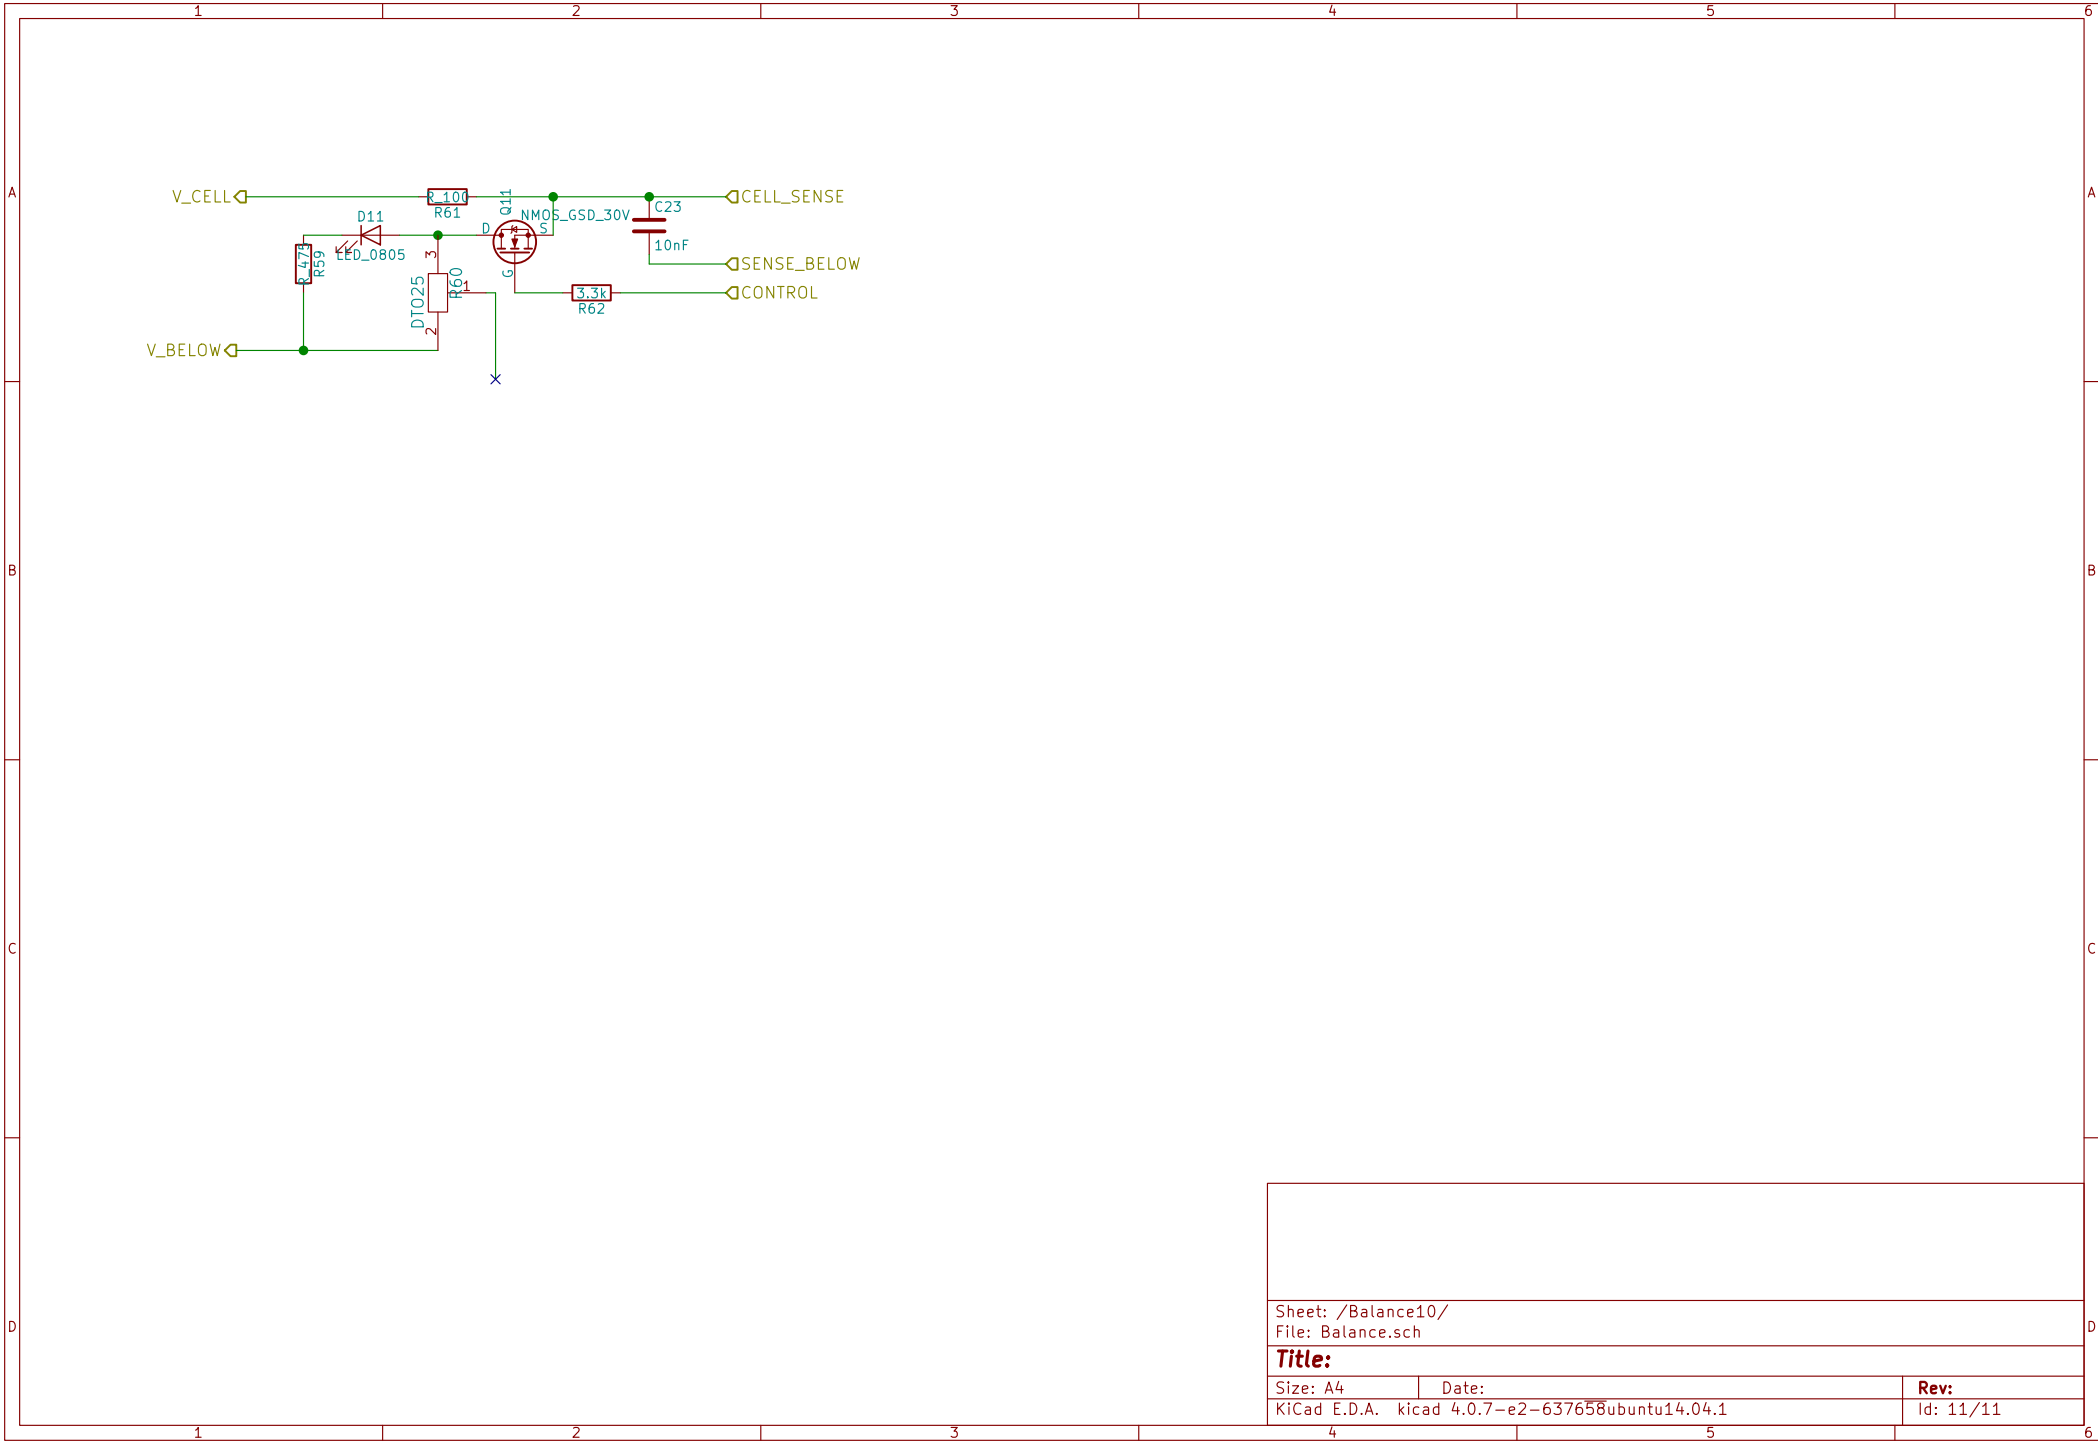 1 2 3 4 5 6
A A
V_CELL
R_100
R61
Q11
NMOS_GSD_30V
CELL_SENSE
C23
10nF
D11
LED_0805
D
S
G
R_475
R59
3
DTO25
R60
1
2
SENSE_BELOW
CONTROL
3.3k
R62
V_BELOW
B B
C C
D D
Sheet: /Balance10/
File: Balance.sch
Title:
Size: A4
Date:
Rev:
KiCad E.D.A. kicad 4.0.7-e2-637658ubuntu14.04.1
Id: 11/11
1 2 3 4 5 6